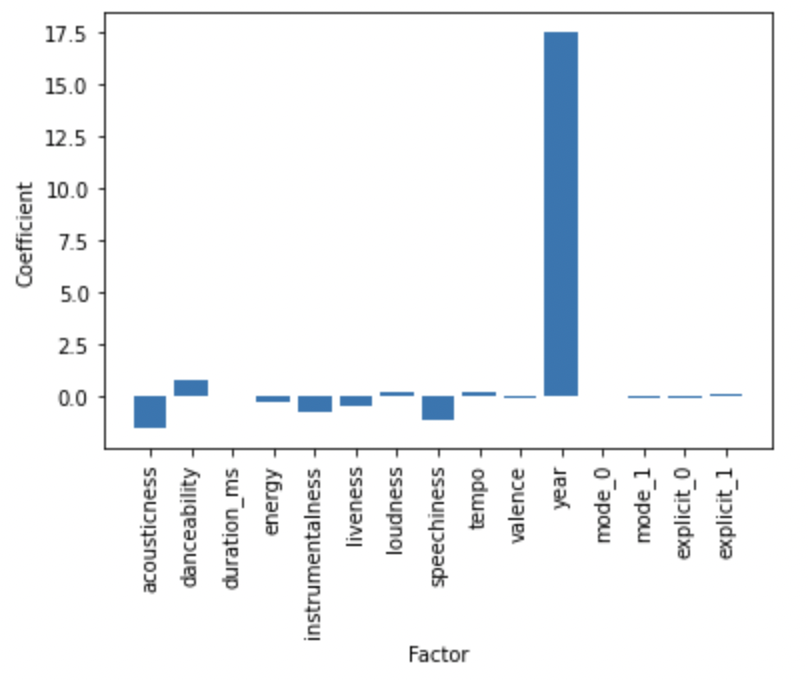 17.5
15.0
12.5
10.0
7.5
5.0
2.5
0.0
Coefficient
acousticness
danceability
duration_ms
energy
instrumentalness
liveness
loudness
speechiness
tempo
valence
year
mode_0
mode_1
explicit_0
explicit_1
Factor